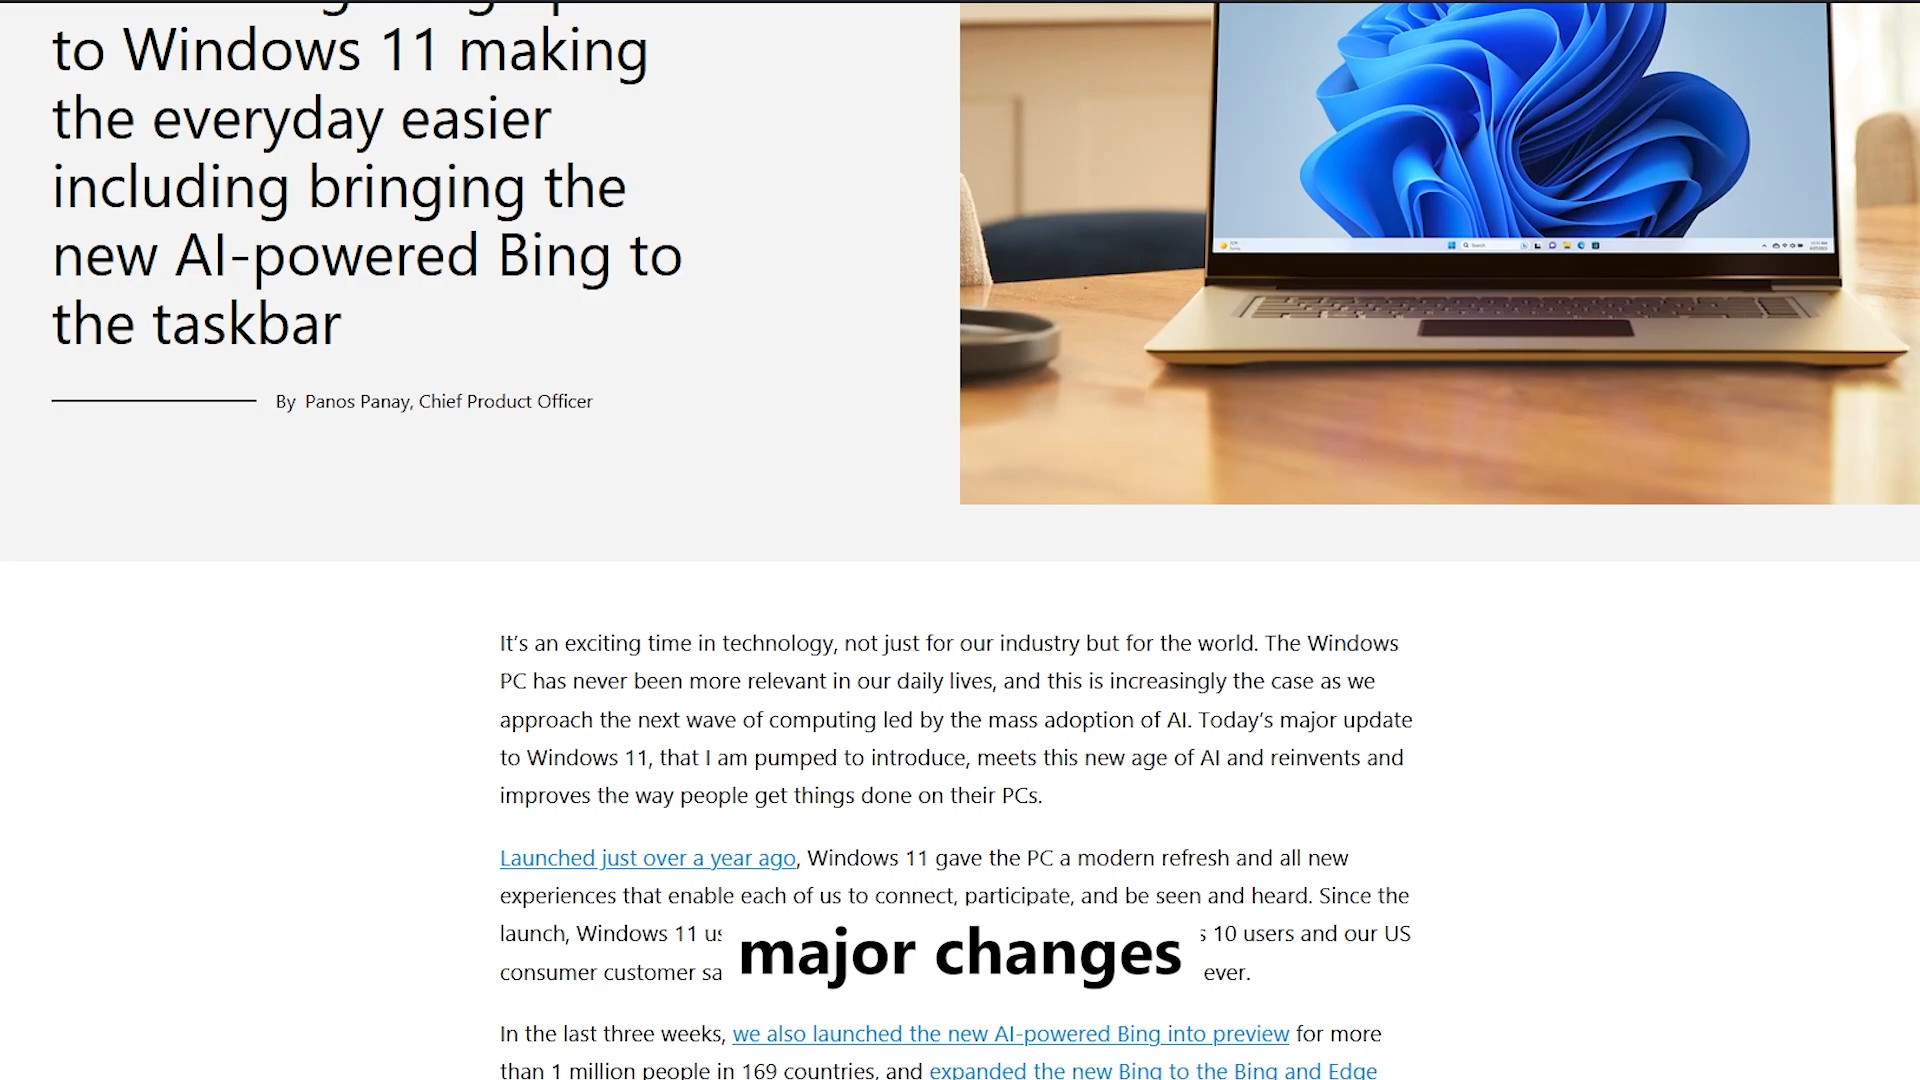 to Windows 11 making
the everyday easier
including bringing the
new AI-powered Bing to
the taskbar
By Panos Panay, Chief Product Officer
Search
It’s an exciting time in technology, not just for our industry but for the world. The Windows
PC has never been more relevant in our daily lives, and this is increasingly the case as we
approach the next wave of computing led by the mass adoption of AI. Today’s major update
to Windows 11, that I am pumped to introduce, meets this new age of AI and reinvents and
improves the way people get things done on their PCs.
Launched just over a year ago, Windows 11 gave the PC a modern refresh and all new
experiences that enable each of us to connect, participate, and be seen and heard. Since the
launch, Windows 11 10 users and our US
major changes
consumer customer ever.
In the last three weeks, we also launched the new AI-powered Bing into preview for more
than 1 million people in 169 countries, and expanded the new Bing to the Bing and Edge